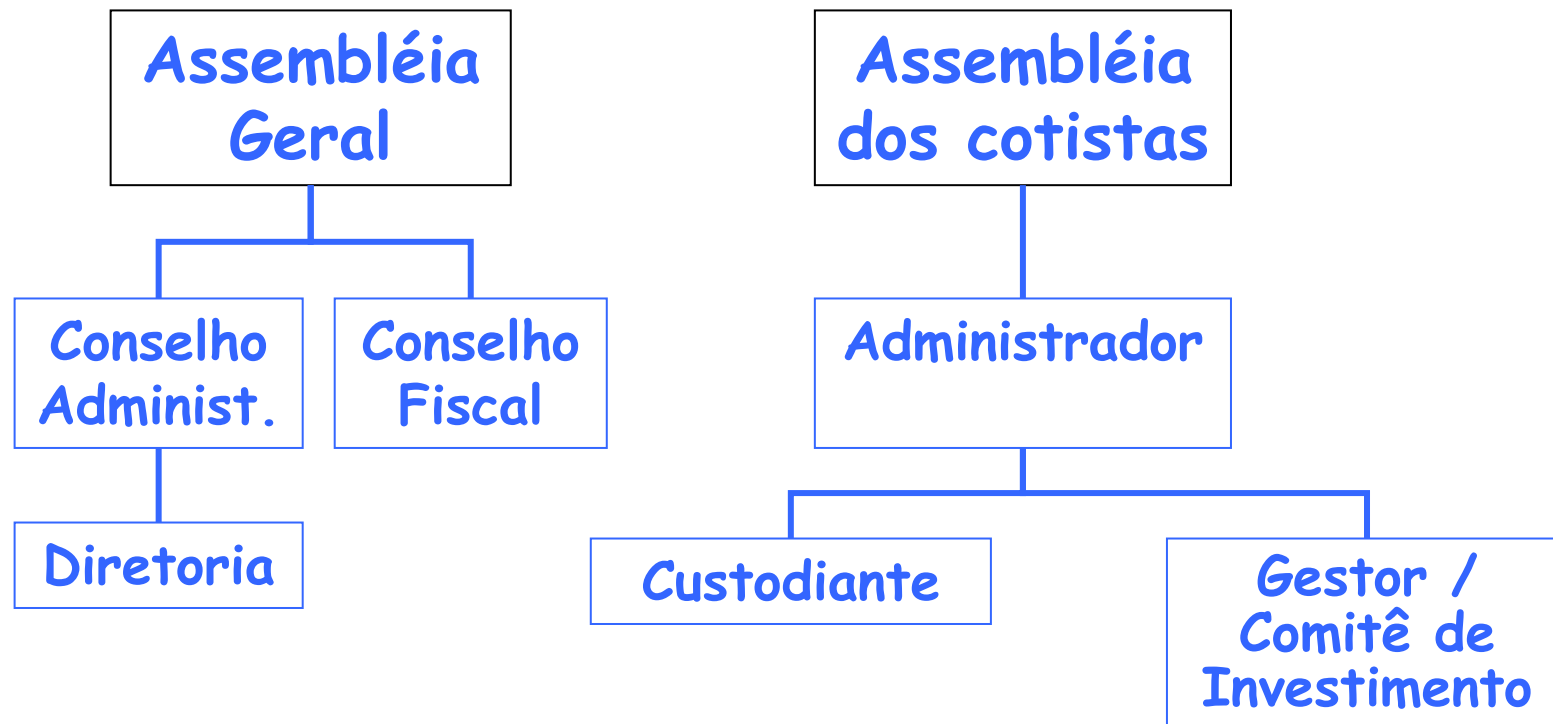 Assembléia
Geral
Assembléia
dos cotistas
Conselho
Administ.
Conselho
Fiscal
Administrador
Diretoria
Custodiante
Gestor /
Comitê de
Investimento